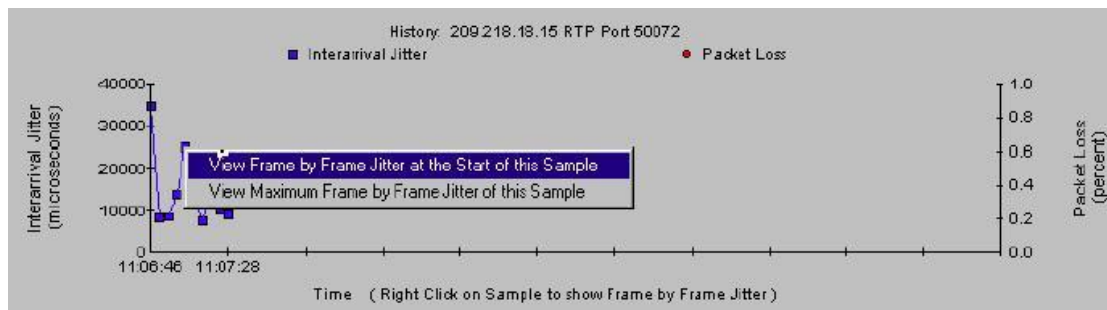 History: 209.218.18.15 RTP Port 50072
Interarrival Jitter
Packet Loss
Interarrival Jitter
(microseconds)
40000
30000
20000
10000
0
View Frame by Frame Jitter at the Start of this Sample
View Maximum Frame by Frame Jitter of this Sample
1.0
0.8
0.6
0.4
0.2
0.0
Packet Loss
(percent)
11:06:46 11:07:28
Time ( Right Click on Sample to show Frame by Frame Jitter )